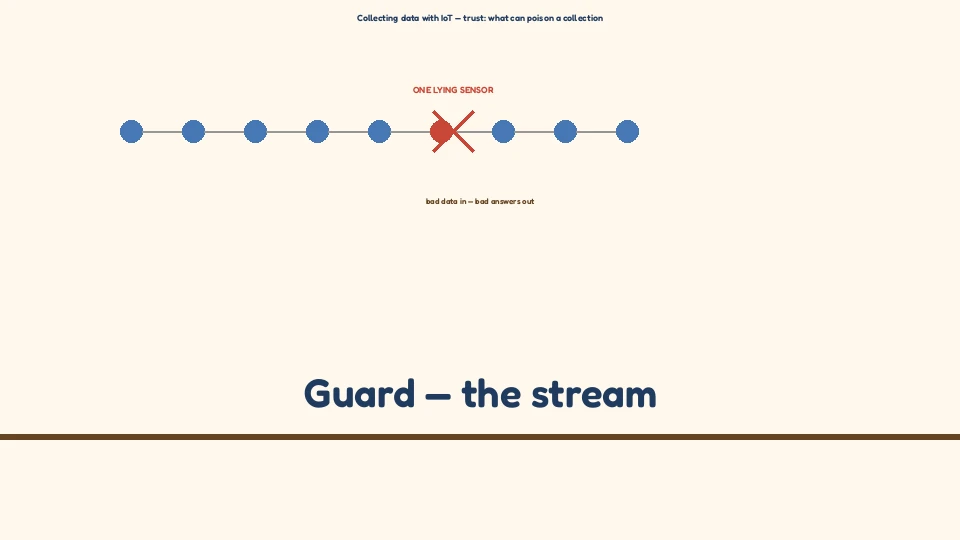 Collecting data with IoT — trust: what can poison a collection
ONE LYING SENSOR
bad data in — bad answers out
Guard — the stream